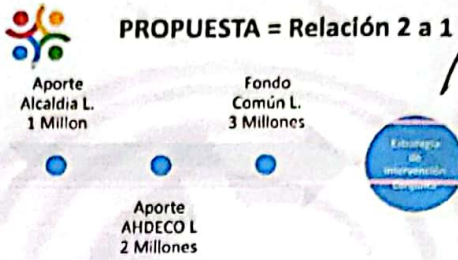 PROPUESTA = Relación 2 a 1
Aporte
Alcaldia L.
1 Millon
Fondo
Común L.
3 Millones
Aporte
AHDECO L
2 Millones
Estrategia
de
intervención
conjunta